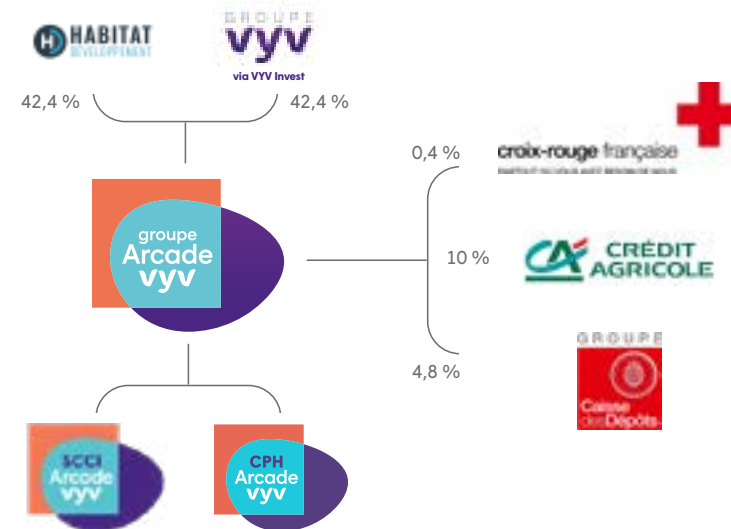 HABITAT
DÉVELOPPEMENT
GROUPE
vyv
via VYV Invest
42,4 %
42,4 %
0,4 %
croix-rouge française
groupe
Arcade
vyv
10 %
CRÉDIT
AGRICOLE
4,8 %
GROUPE
Caisse
des Dépôts
SCCI
Arcade
vyv
CPH
Arcade
vyv